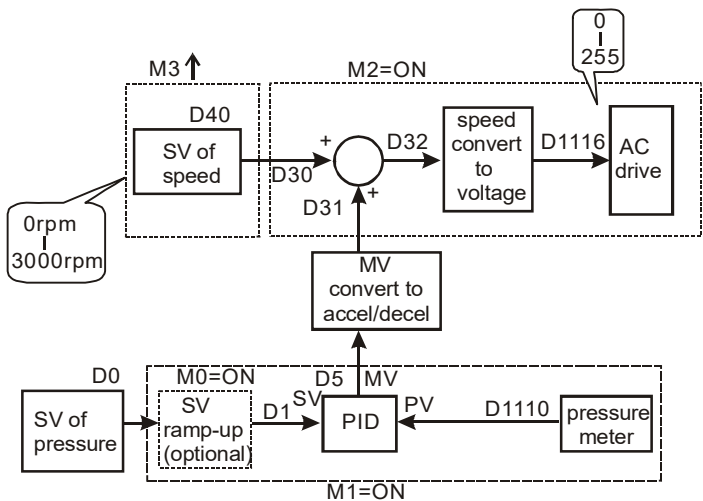 0
255
M3
M2=ON
D40
SV of
speed
D30
+
+
D31
D32
speed
convert
to
voltage
D1116
AC
drive
0rpm
3000rpm
MV
convert to
accel/decel
D0
SV of
pressure
M0=ON
SV
ramp-up
(optional)
D1
SV
D5
MV
PID
PV
D1110
pressure
meter
M1=ON